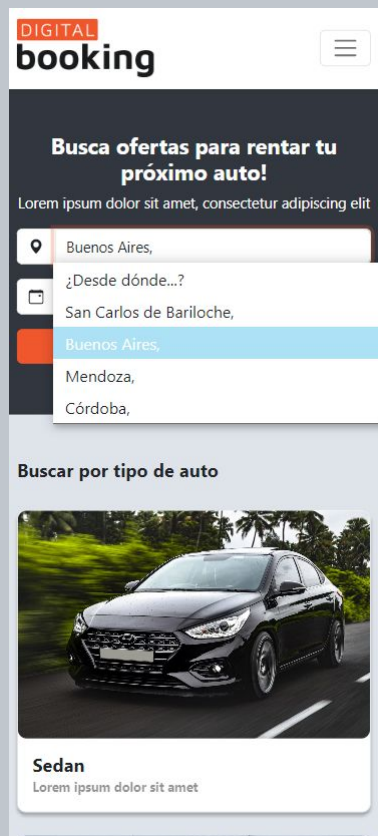 DIGITAL
booking
Busca ofertas para rentar tu
próximo auto!
Lorem ipsum dolor sit amet, consectetur adipiscing elit
Buenos Aires,
¿Desde dónde...?
San Carlos de Bariloche,
Buenos Aires,
Mendoza,
Córdoba,
Buscar por tipo de auto
Sedan
Lorem ipsum dolor sit amet